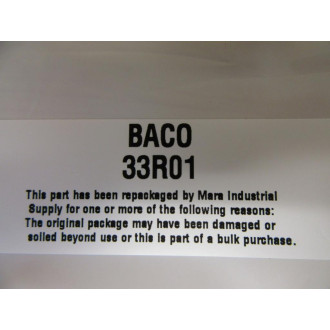 BACO
33R01
This part has been repackaged by Mara Industrial
Supply for one or more of the following reasons:
The original package may have been damaged or
soiled beyond use or this is part of a bulk purchase.